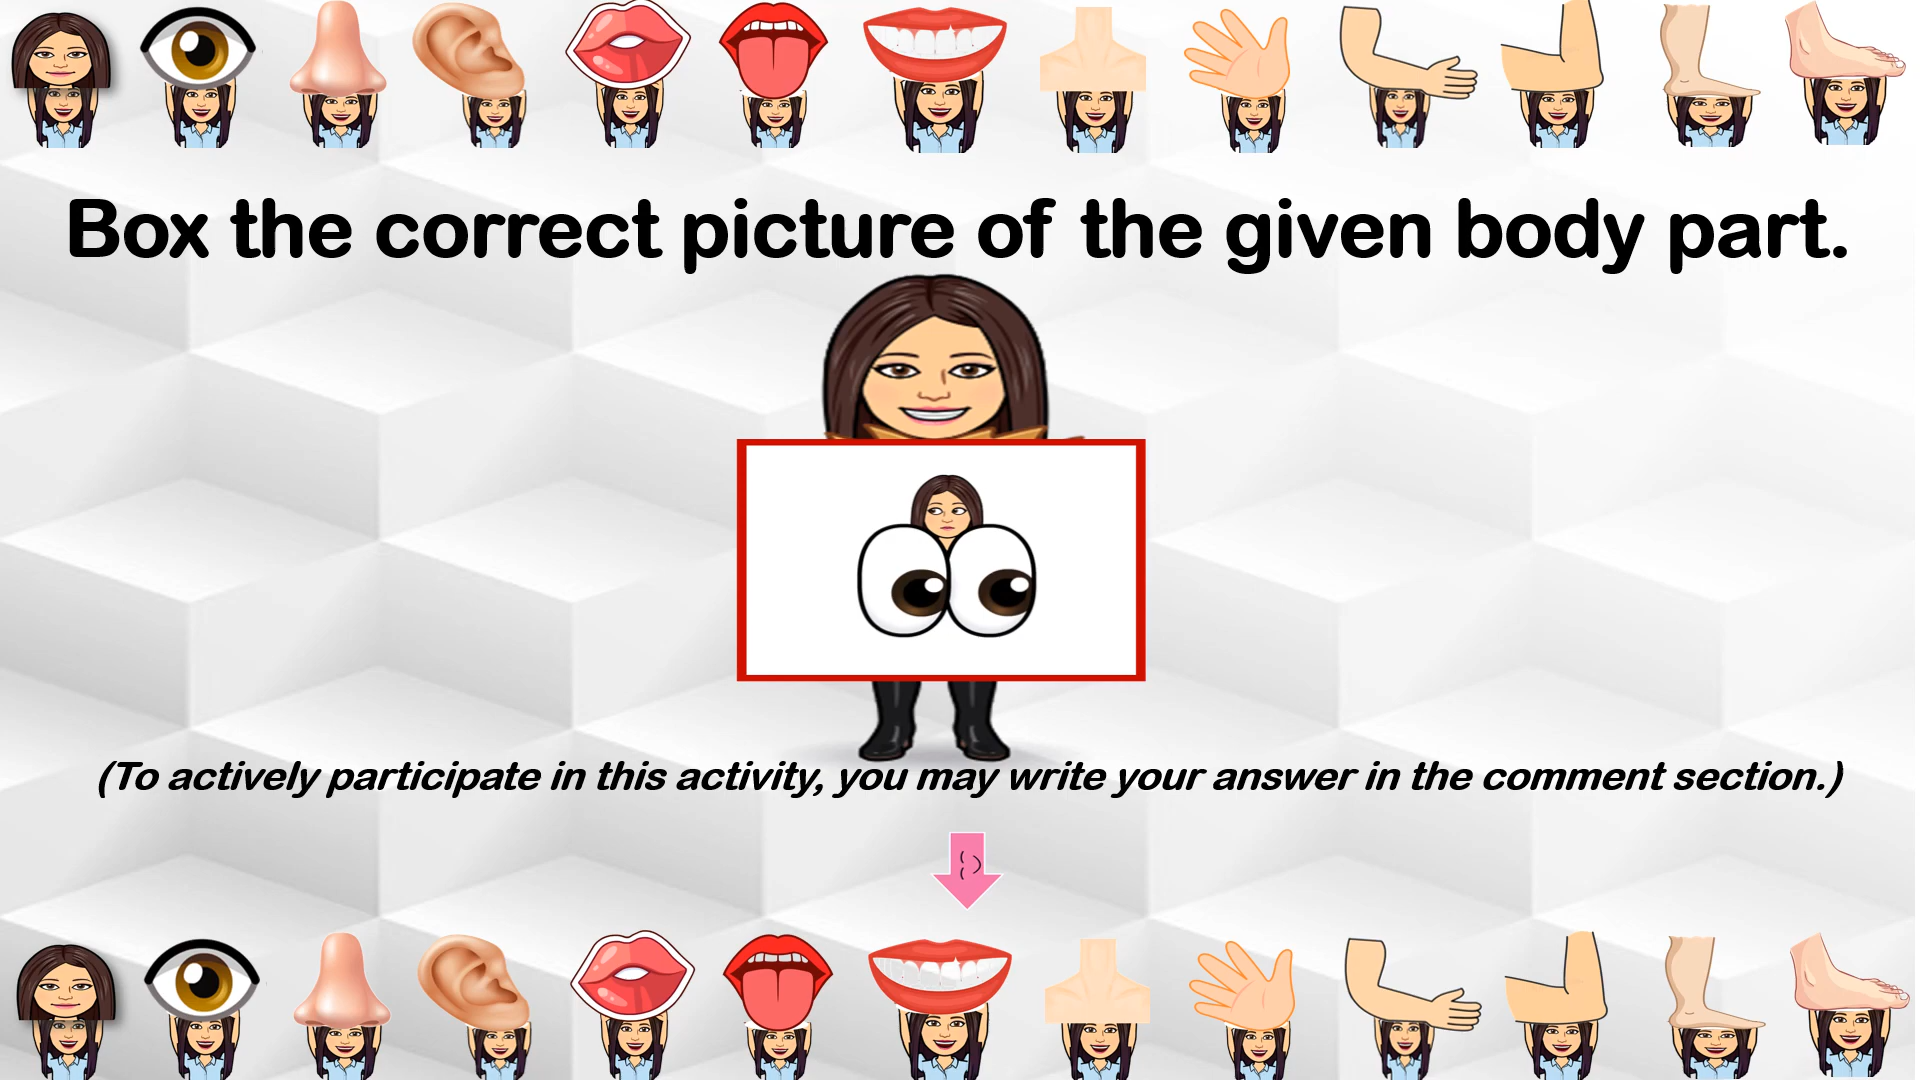 Box the correct picture of the given body part.
(To actively participate in this activity, you may write your answer in the comment section.)